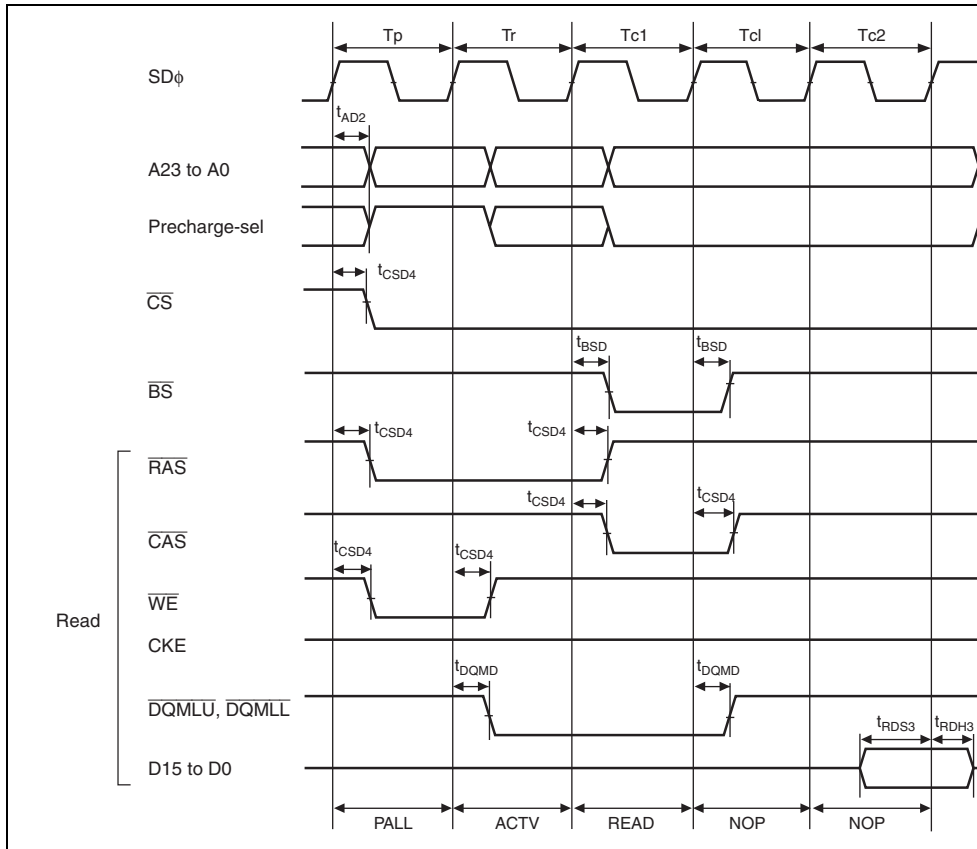 Tp Tr Tc1 Tcl Tc2
SDϕ
tAD2
A23 to A0
Precharge-sel
tCSD4
CS
tBSD tBSD
BS
tCSD4 tCSD4
RAS
tCSD4 tCSD4
CAS
tCSD4 tCSD4
WE
Read
CKE
tDQMD tDQMD
DQMLU, DQMLL
tRDS3 tRDH3
D15 to D0
PALL ACTV READ NOP NOP